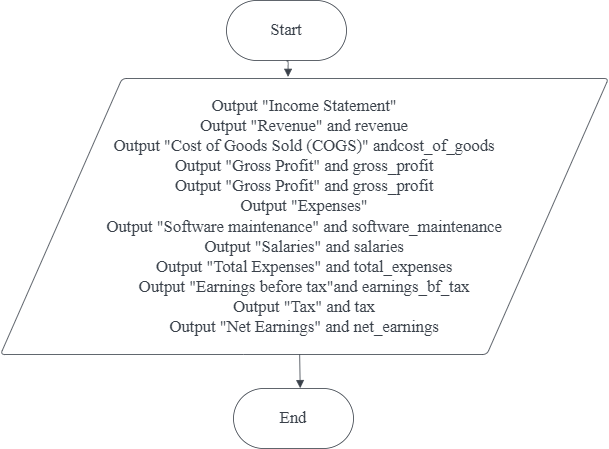 Start
Output "Income Statement"
Output "Revenue" and revenue
Output "Cost of Goods Sold (COGS)" andcost_of_goods
Output "Gross Profit" and gross_profit
Output "Gross Profit" and gross_profit
Output "Expenses"
Output "Software maintenance" and software_maintenance
Output "Salaries" and salaries
Output "Total Expenses" and total_expenses
Output "Earnings before tax"and earnings_bf_tax
Output "Tax" and tax
Output "Net Earnings" and net_earnings
End